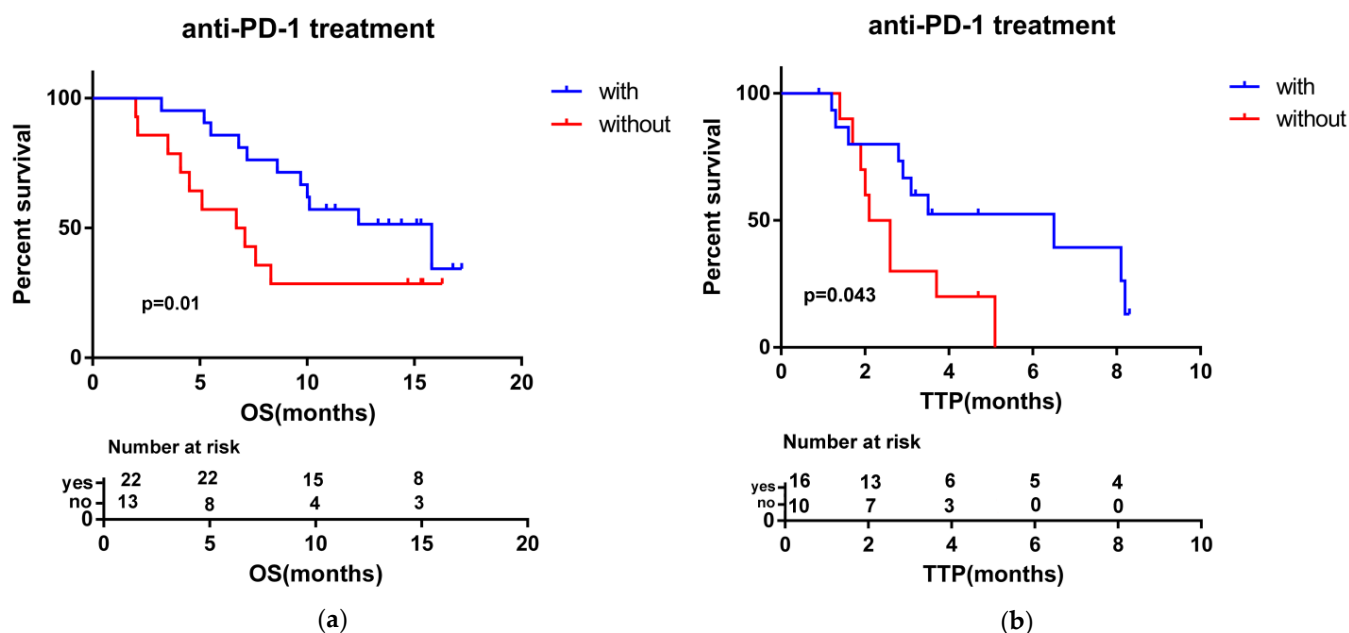 anti-PD-1 treatment
100
50
0
Percent survival
with
without
p=0.01
0 5 10 15 20
OS(months)
Number at risk
yes 22 22 15 8
no 13 8 4 3
0
0 5 10 15 20
OS(months)
(a)
anti-PD-1 treatment
100
50
0
Percent survival
with
without
p=0.043
0 2 4 6 8 10
TTP(months)
Number at risk
yes 16 13 6 5 4
no 10 7 3 0 0
0
0 2 4 6 8 10
TTP(months)
(b)